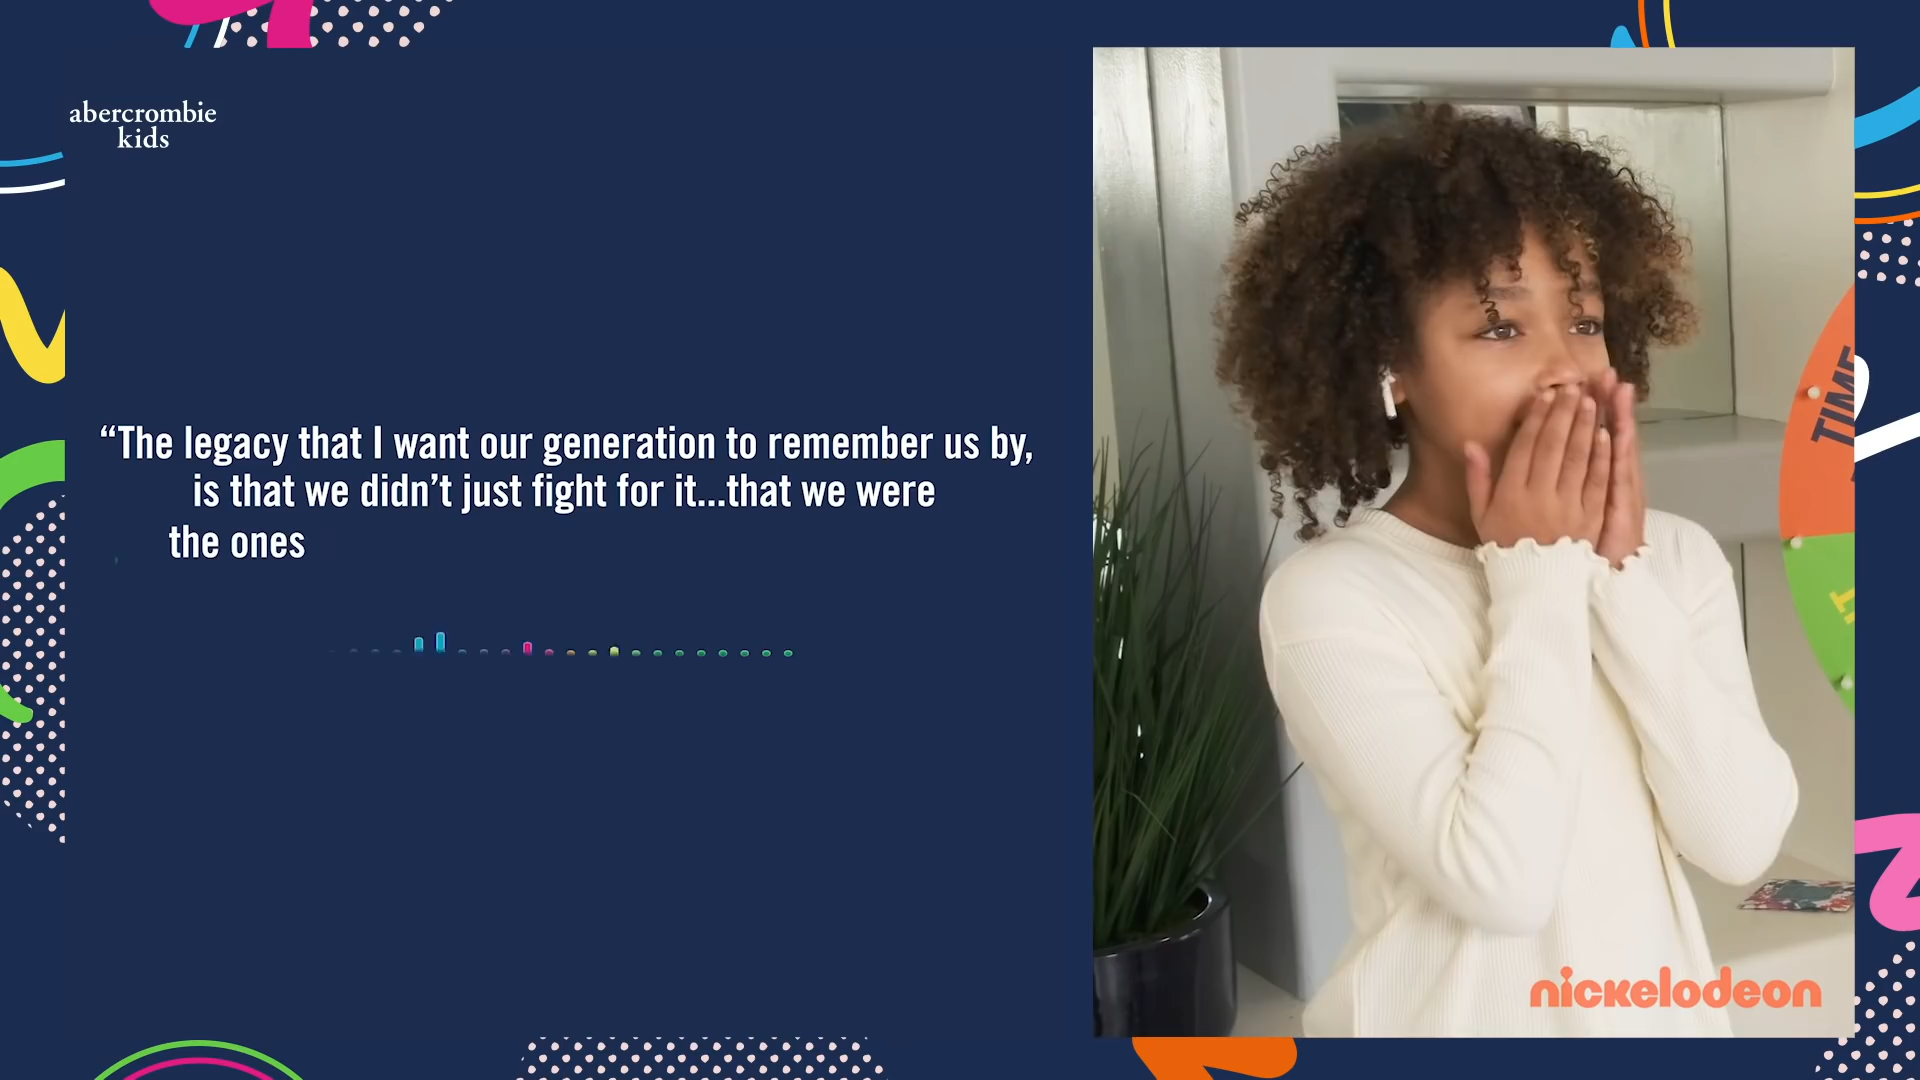 abercrombie
kids
“The legacy that I want our generation to remember us by,
is that we didn’t just fight for it...that we were
the ones
TIME
nickelodeon